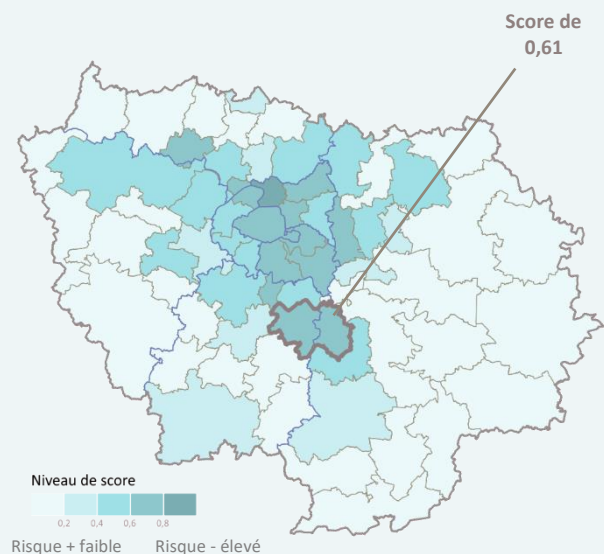 Score de
0,61
Niveau de score
0,2 0,4 0,6 0,8
Risque + faible Risque - élevé